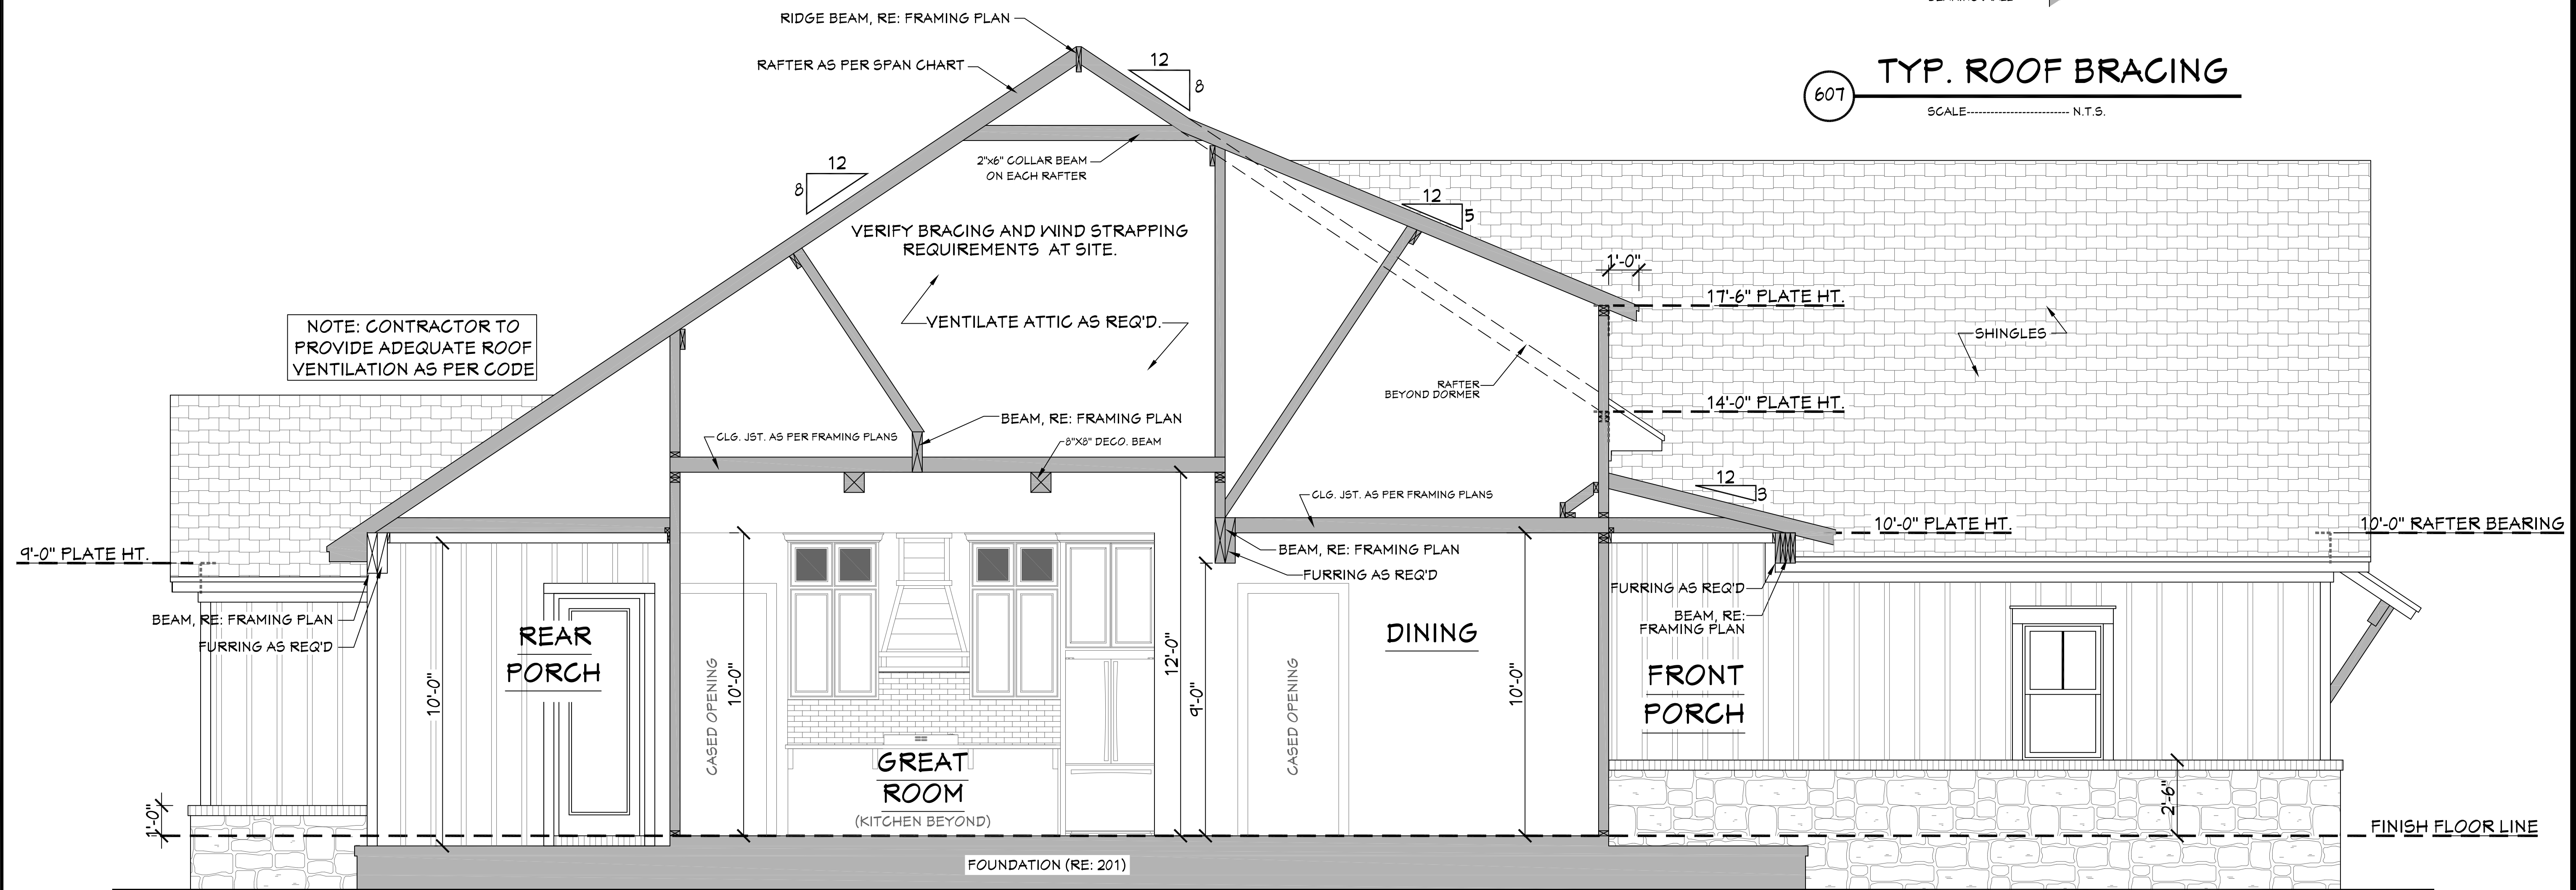 RIDGE BEAM, RE: FRAMING PLAN
RAFTER AS PER SPAN CHART
12
8
607
TYP. ROOF BRACING
SCALE-------------------------- N.T.S.
12
8
2"x6" COLLAR BEAM
ON EACH RAFTER
VERIFY BRACING AND WIND STRAPPING
REQUIREMENTS AT SITE.
12
5
1'-0"
17'-6" PLATE HT.
NOTE: CONTRACTOR TO
PROVIDE ADEQUATE ROOF
VENTILATION AS PER CODE
VENTILATE ATTIC AS REQ'D.
SHINGLES
RAFTER
BEYOND DORMER
14'-0" PLATE HT.
BEAM, RE: FRAMING PLAN
CLG. JST. AS PER FRAMING PLANS
8"X8" DECO. BEAM
12
3
CLG. JST. AS PER FRAMING PLANS
10'-0" PLATE HT.
10'-0" RAFTER BEARING
9'-0" PLATE HT.
BEAM, RE: FRAMING PLAN
FURRING AS REQ'D
FURRING AS REQ'D
BEAM, RE:
FRAMING PLAN
BEAM, RE: FRAMING PLAN
FURRING AS REQ'D
REAR
PORCH
DINING
FRONT
PORCH
10'-0"
CASED OPENING
10'-0"
12'-0"
9'-0"
CASED OPENING
10'-0"
GREAT
ROOM
(KITCHEN BEYOND)
1'-0"
2'-6"
FINISH FLOOR LINE
FOUNDATION (RE: 201)